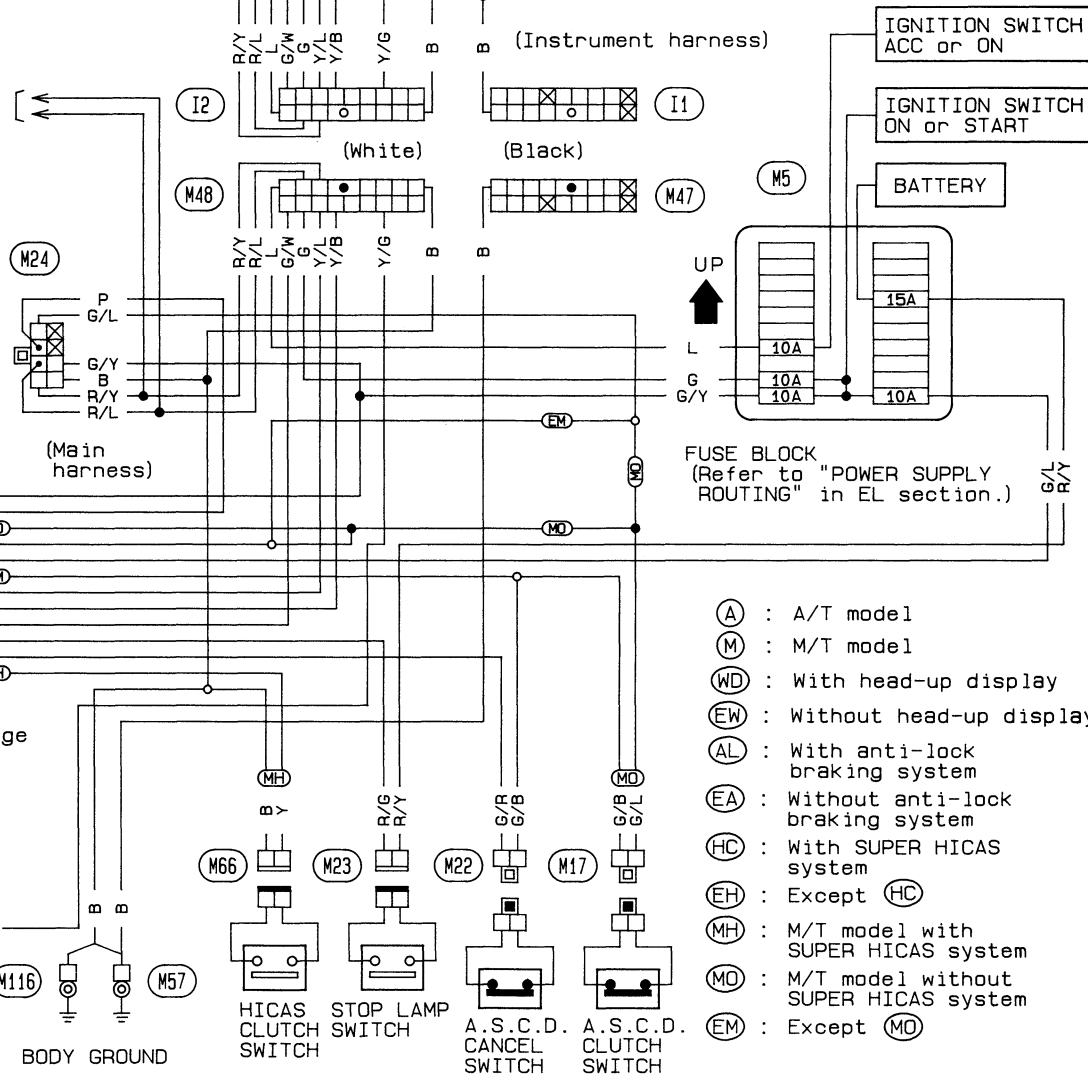 R/Y R/L L G/W G Y/L Y/B Y/G B B
(Instrument harness)
IGNITION SWITCH
ACC or ON
I2
I1
IGNITION SWITCH
ON or START
(White)
(Black)
M48
M47
M5
BATTERY
R/Y R/L L G/W G Y/L Y/B Y/G B B
M24
UP
P
G/L
15A
L
10A
G/Y
G
10A
B
R/Y
G/Y
10A
10A
R/L
EM
(Main
harness)
FUSE BLOCK
(Refer to "POWER SUPPLY
ROUTING" in EL section.)
MO
G/L R/Y
MO
A : A/T model
M : M/T model
WD : With head-up display
EW : Without head-up display
AL : With anti-lock
braking system
EA : Without anti-lock
braking system
HC : With SUPER HICAS
system
EH : Except HC
MH : M/T model with
SUPER HICAS system
MO : M/T model without
SUPER HICAS system
EM : Except MO
ge
MH
MO
B Y
R/G R/Y
G/R G/B
G/B G/L
M66
M23
M22
M17
B B
M116
M57
BODY GROUND
HICAS
CLUTCH
SWITCH
STOP LAMP
SWITCH
A.S.C.D.
CANCEL
SWITCH
A.S.C.D.
CLUTCH
SWITCH